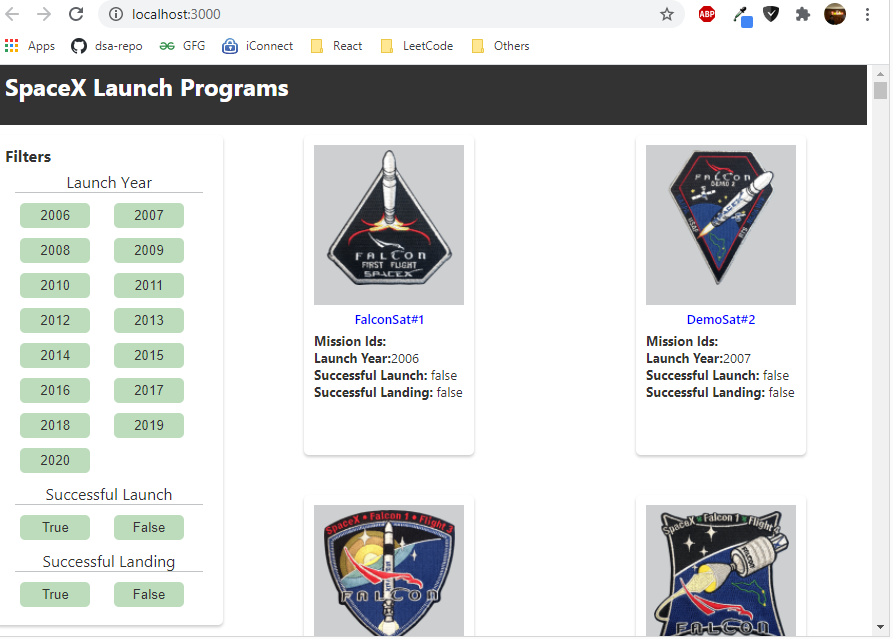 localhost:3000
ABP
Apps dsa-repo GFG iConnect React LeetCode Others
SpaceX Launch Programs
Filters
Launch Year
2006 2007
2008 2009
2010 2011
2012 2013
2014 2015
2016 2017
2018 2019
2020
Successful Launch
True False
Successful Landing
True False
FALCON
FIRST FLIGHT
SPACEX
FalconSat#1
Mission Ids:
Launch Year:2006
Successful Launch: false
Successful Landing: false
FALCON
DEMO 2
DemoSat#2
Mission Ids:
Launch Year:2007
Successful Launch: false
Successful Landing: false
SpaceX • Falcon 1 • Flight 3
FALCON
SpaceX Falcon 1 Flight 4
FALCON
FALCON